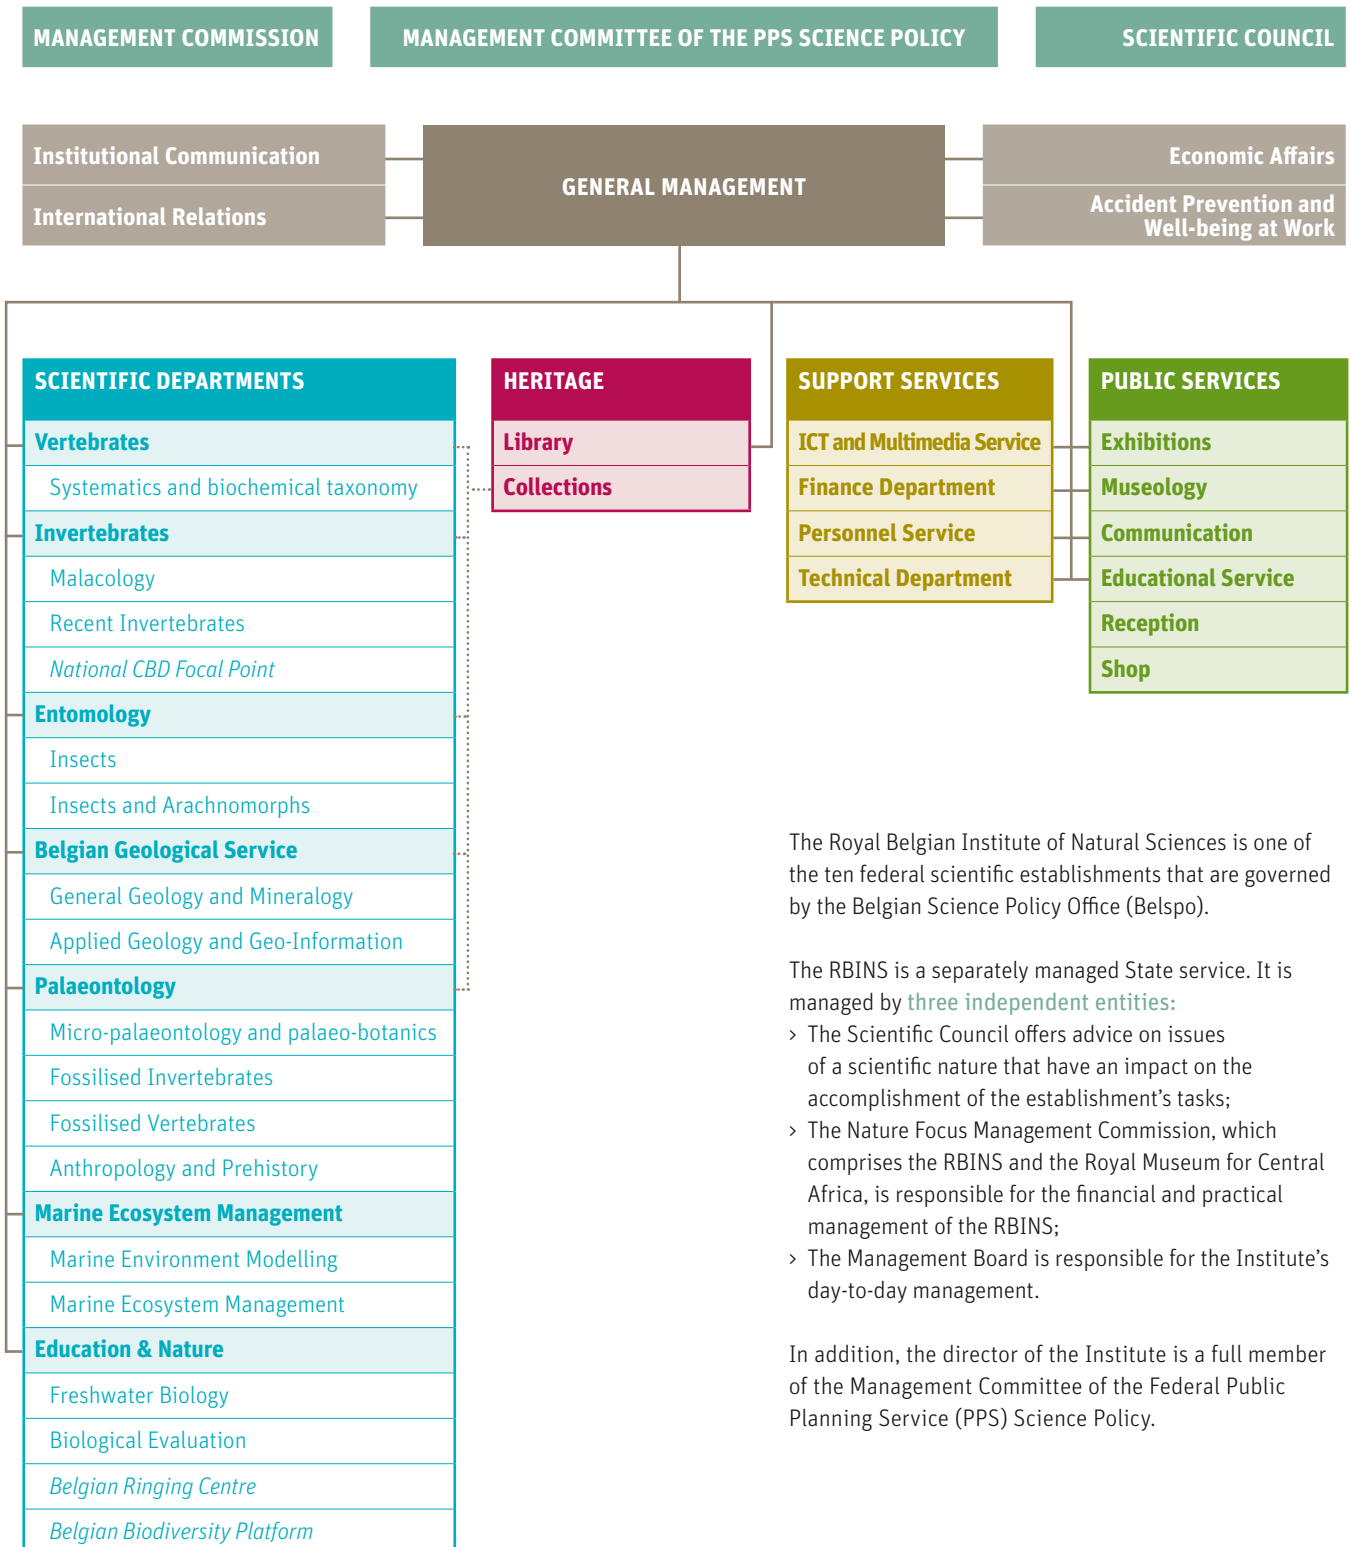 MANAGEMENT COMMISSION
MANAGEMENT COMMITTEE OF THE PPS SCIENCE POLICY
SCIENTIFIC COUNCIL
Institutional Communication
International Relations
GENERAL MANAGEMENT
Economic Affairs
Accident Prevention and
Well-being at Work
SCIENTIFIC DEPARTMENTS
Vertebrates
Systematics and biochemical taxonomy
Invertebrates
Malacology
Recent Invertebrates
National CBD Focal Point
Entomology
Insects
Insects and Arachnomorphs
Belgian Geological Service
General Geology and Mineralogy
Applied Geology and Geo-Information
Palaeontology
Micro-palaeontology and palaeo-botanics
Fossilised Invertebrates
Fossilised Vertebrates
Anthropology and Prehistory
Marine Ecosystem Management
Marine Environment Modelling
Marine Ecosystem Management
Education & Nature
Freshwater Biology
Biological Evaluation
Belgian Ringing Centre
Belgian Biodiversity Platform
HERITAGE
Library
Collections
SUPPORT SERVICES
ICT and Multimedia Service
Finance Department
Personnel Service
Technical Department
PUBLIC SERVICES
Exhibitions
Museology
Communication
Educational Service
Reception
Shop
The Royal Belgian Institute of Natural Sciences is one of
the ten federal scientific establishments that are governed
by the Belgian Science Policy Office (Belspo).
The RBINS is a separately managed State service. It is
managed by three independent entities:
› The Scientific Council offers advice on issues
of a scientific nature that have an impact on the
accomplishment of the establishment's tasks;
› The Nature Focus Management Commission, which
comprises the RBINS and the Royal Museum for Central
Africa, is responsible for the financial and practical
management of the RBINS;
› The Management Board is responsible for the Institute's
day-to-day management.
In addition, the director of the Institute is a full member
of the Management Committee of the Federal Public
Planning Service (PPS) Science Policy.